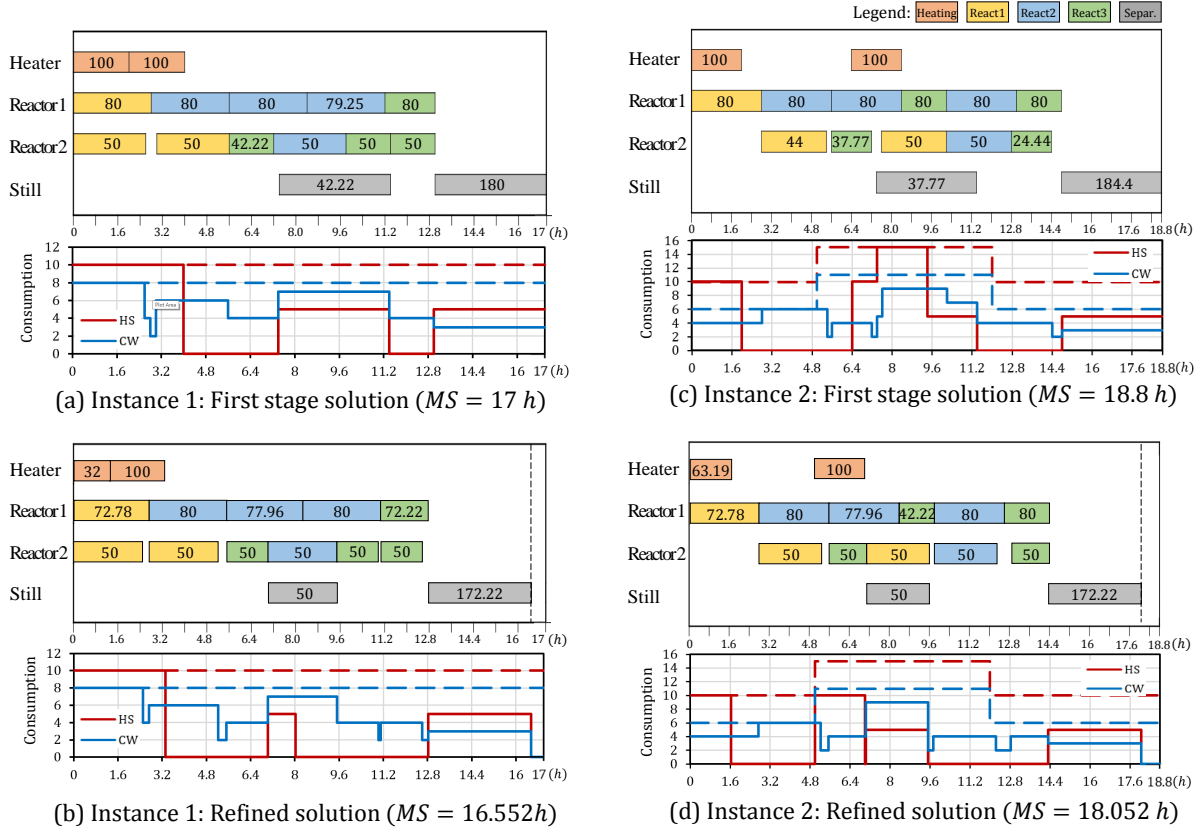 Legend: Heating React1 React2 React3 Separ.
Heater 100 100
Reactor1 80 80 80 79.25 80
Reactor2 50 50 42.22 50 50 50
Still 42.22 180
0 1.6 3.2 4.8 6.4 8.0 9.6 11.2 12.8 14.4 16 17 (h)
Consumption
12
10
8
6
4
2
0
Plot Area
HS
CW
0 1.6 3.2 4.8 6.4 8.0 9.6 11.2 12.8 14.4 16 17
(a) Instance 1: First stage solution (MS = 17 h)
Heater 100 100
Reactor1 80 80 80 80 80 80
Reactor2 44 37.77 50 50 24.44
Still 37.77 184.4
0 1.6 3.2 4.8 6.4 8.0 9.6 11.2 12.8 14.4 16 17.6 18.8 (h)
Consumption
16
14
12
10
8
6
4
2
0
HS
CW
0 1.6 3.2 4.8 6.4 8.0 9.6 11.2 12.8 14.4 16 17.6 18.8
(c) Instance 2: First stage solution (MS = 18.8 h)
Heater 32 100
Reactor1 72.78 80 77.96 80 72.22
Reactor2 50 50 50 50 50 50
Still 50 172.22
0 1.6 3.2 4.8 6.4 8.0 9.6 11.2 12.8 14.4 16 17 (h)
Consumption
12
10
8
6
4
2
0
HS
CW
0 1.6 3.2 4.8 6.4 8.0 9.6 11.2 12.8 14.4 16 17
(b) Instance 1: Refined solution (MS = 16.552h)
Heater 63.19 100
Reactor1 72.78 80 77.96 42.22 80 80
Reactor2 50 50 50 50 50
Still 50 172.22
0 1.6 3.2 4.8 6.4 8.0 9.6 11.2 12.8 14.4 16 17.6 18.8 (h)
Consumption
16
14
12
10
8
6
4
2
0
HS
CW
0 1.6 3.2 4.8 6.4 8.0 9.6 11.2 12.8 14.4 16 17.6 18.8
(d) Instance 2: Refined solution (MS = 18.052 h)